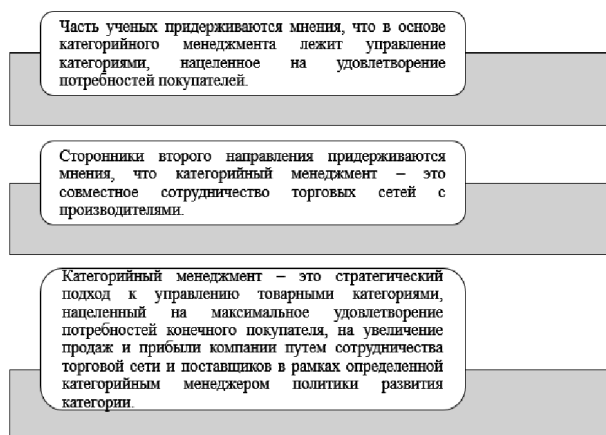 Часть ученых придерживаются мнения, что в основе
категорийного менеджмента лежит управление
категориями, нацеленное на удовлетворение
потребностей покупателей.
Сторонники второго направления придерживаются
мнения, что категорийный менеджмент – это
совместное сотрудничество торговых сетей с
производителями.
Категорийный менеджмент – это стратегический
подход к управлению товарными категориями,
нацеленный на максимальное удовлетворение
потребностей конечного покупателя, на увеличение
продаж и прибыли компании путем сотрудничества
торговой сети и поставщиков в рамках определенной
категорийным менеджером политики развития
категории.